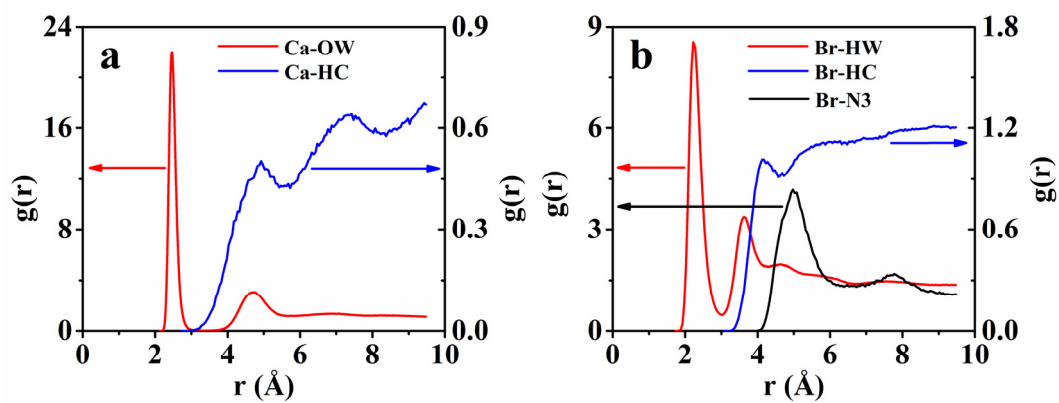 a
Ca-OW
Ca-HC
24
16
8
0
g(r)
0.9
0.6
0.3
0.0
g(r)
0 2 4 6 8 10
r (Å)
b
Br-HW
Br-HC
Br-N3
9
6
3
0
g(r)
1.8
1.2
0.6
0.0
g(r)
0 2 4 6 8 10
r (Å)